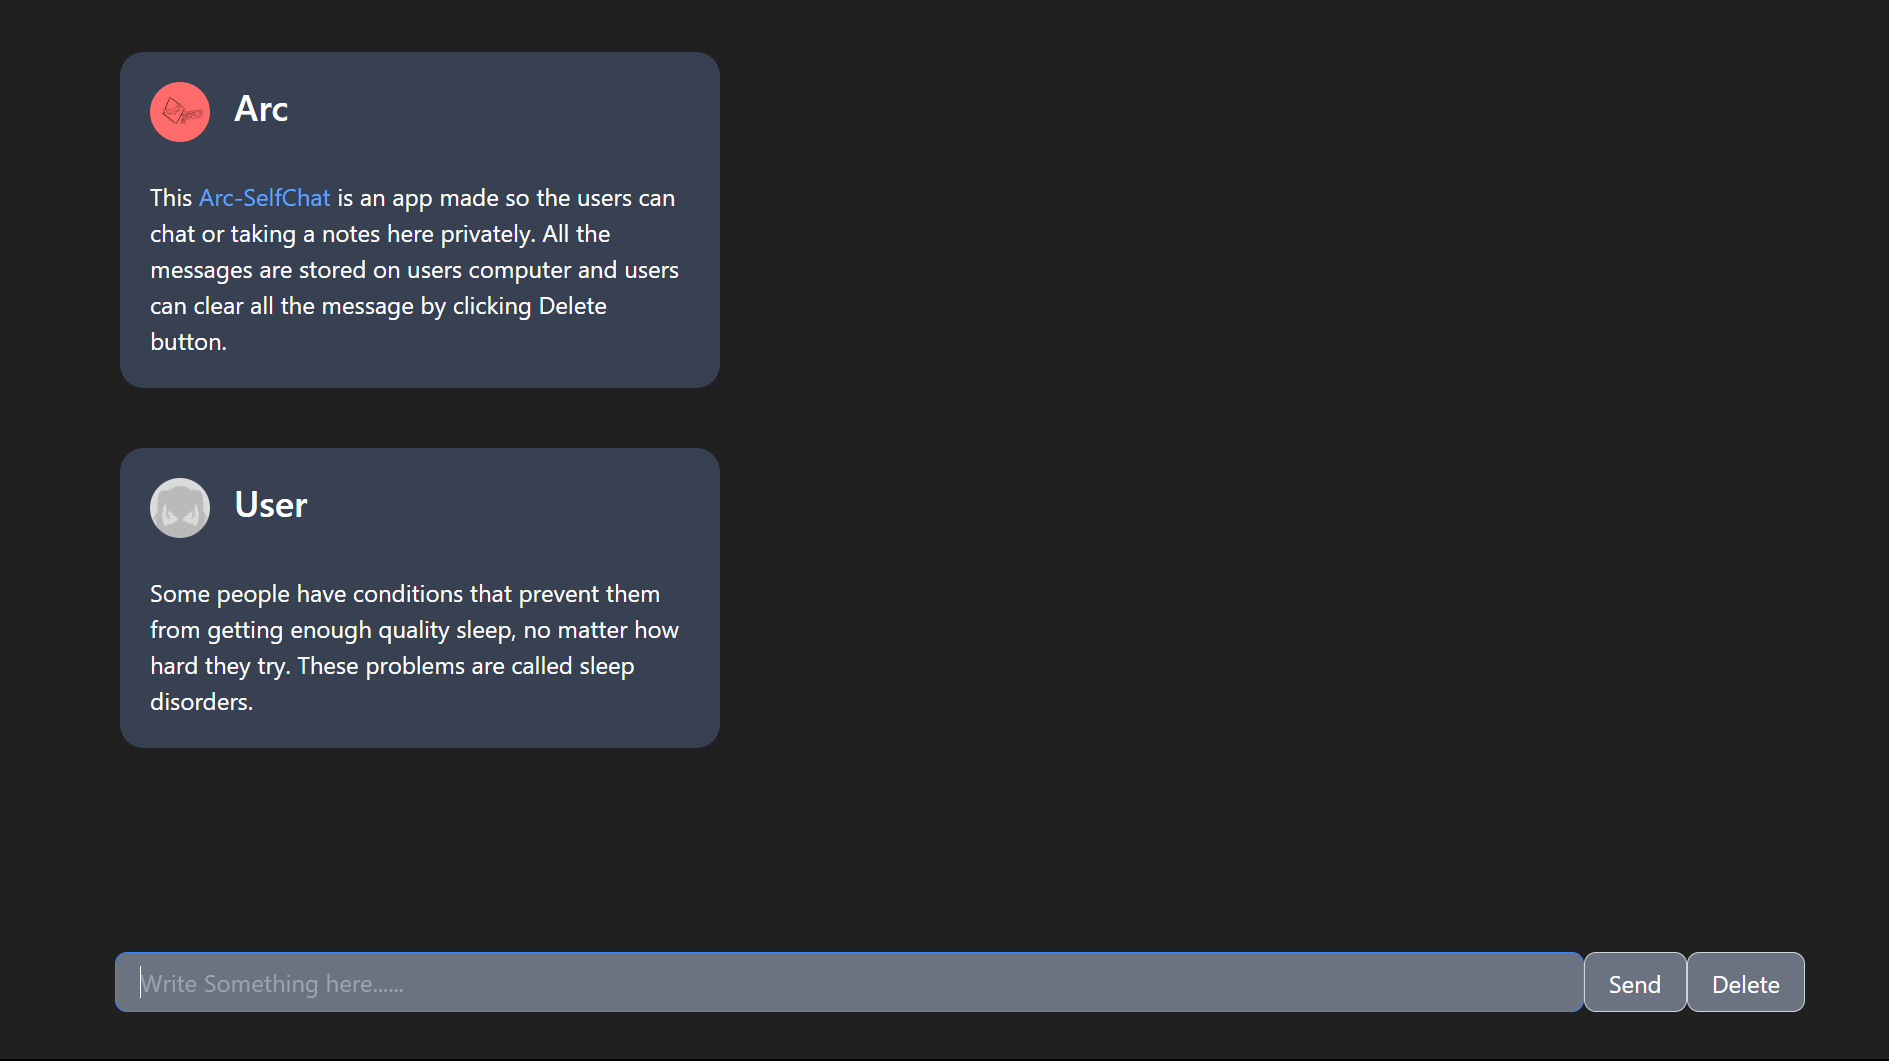 Arc
This Arc-SelfChat is an app made so the users can
chat or taking a notes here privately. All the
messages are stored on users computer and users
can clear all the message by clicking Delete
button.
User
Some people have conditions that prevent them
from getting enough quality sleep, no matter how
hard they try. These problems are called sleep
disorders.
Write Something here......
Send
Delete